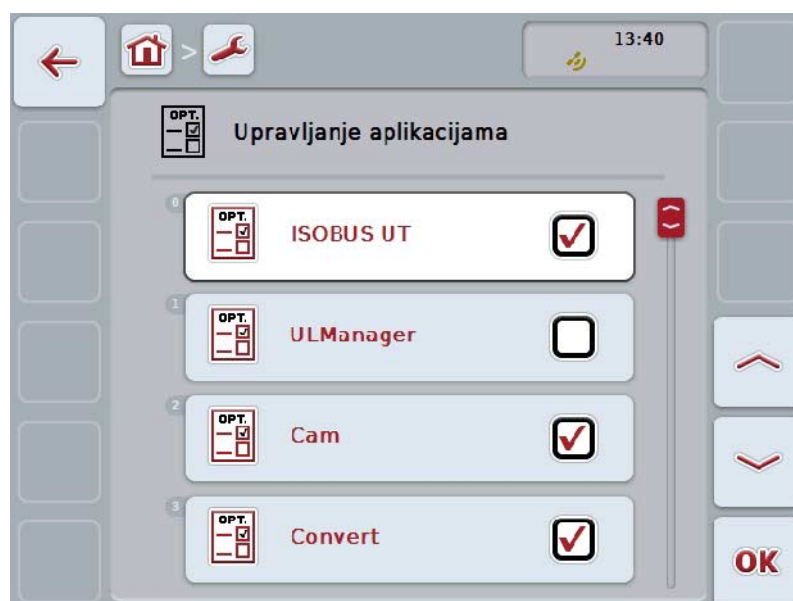 >
13:40
OPT.
Upravljanje aplikacijama
0
OPT.
ISOBUS UT
1
OPT.
ULManager
2
OPT.
Cam
3
OPT.
Convert
OK